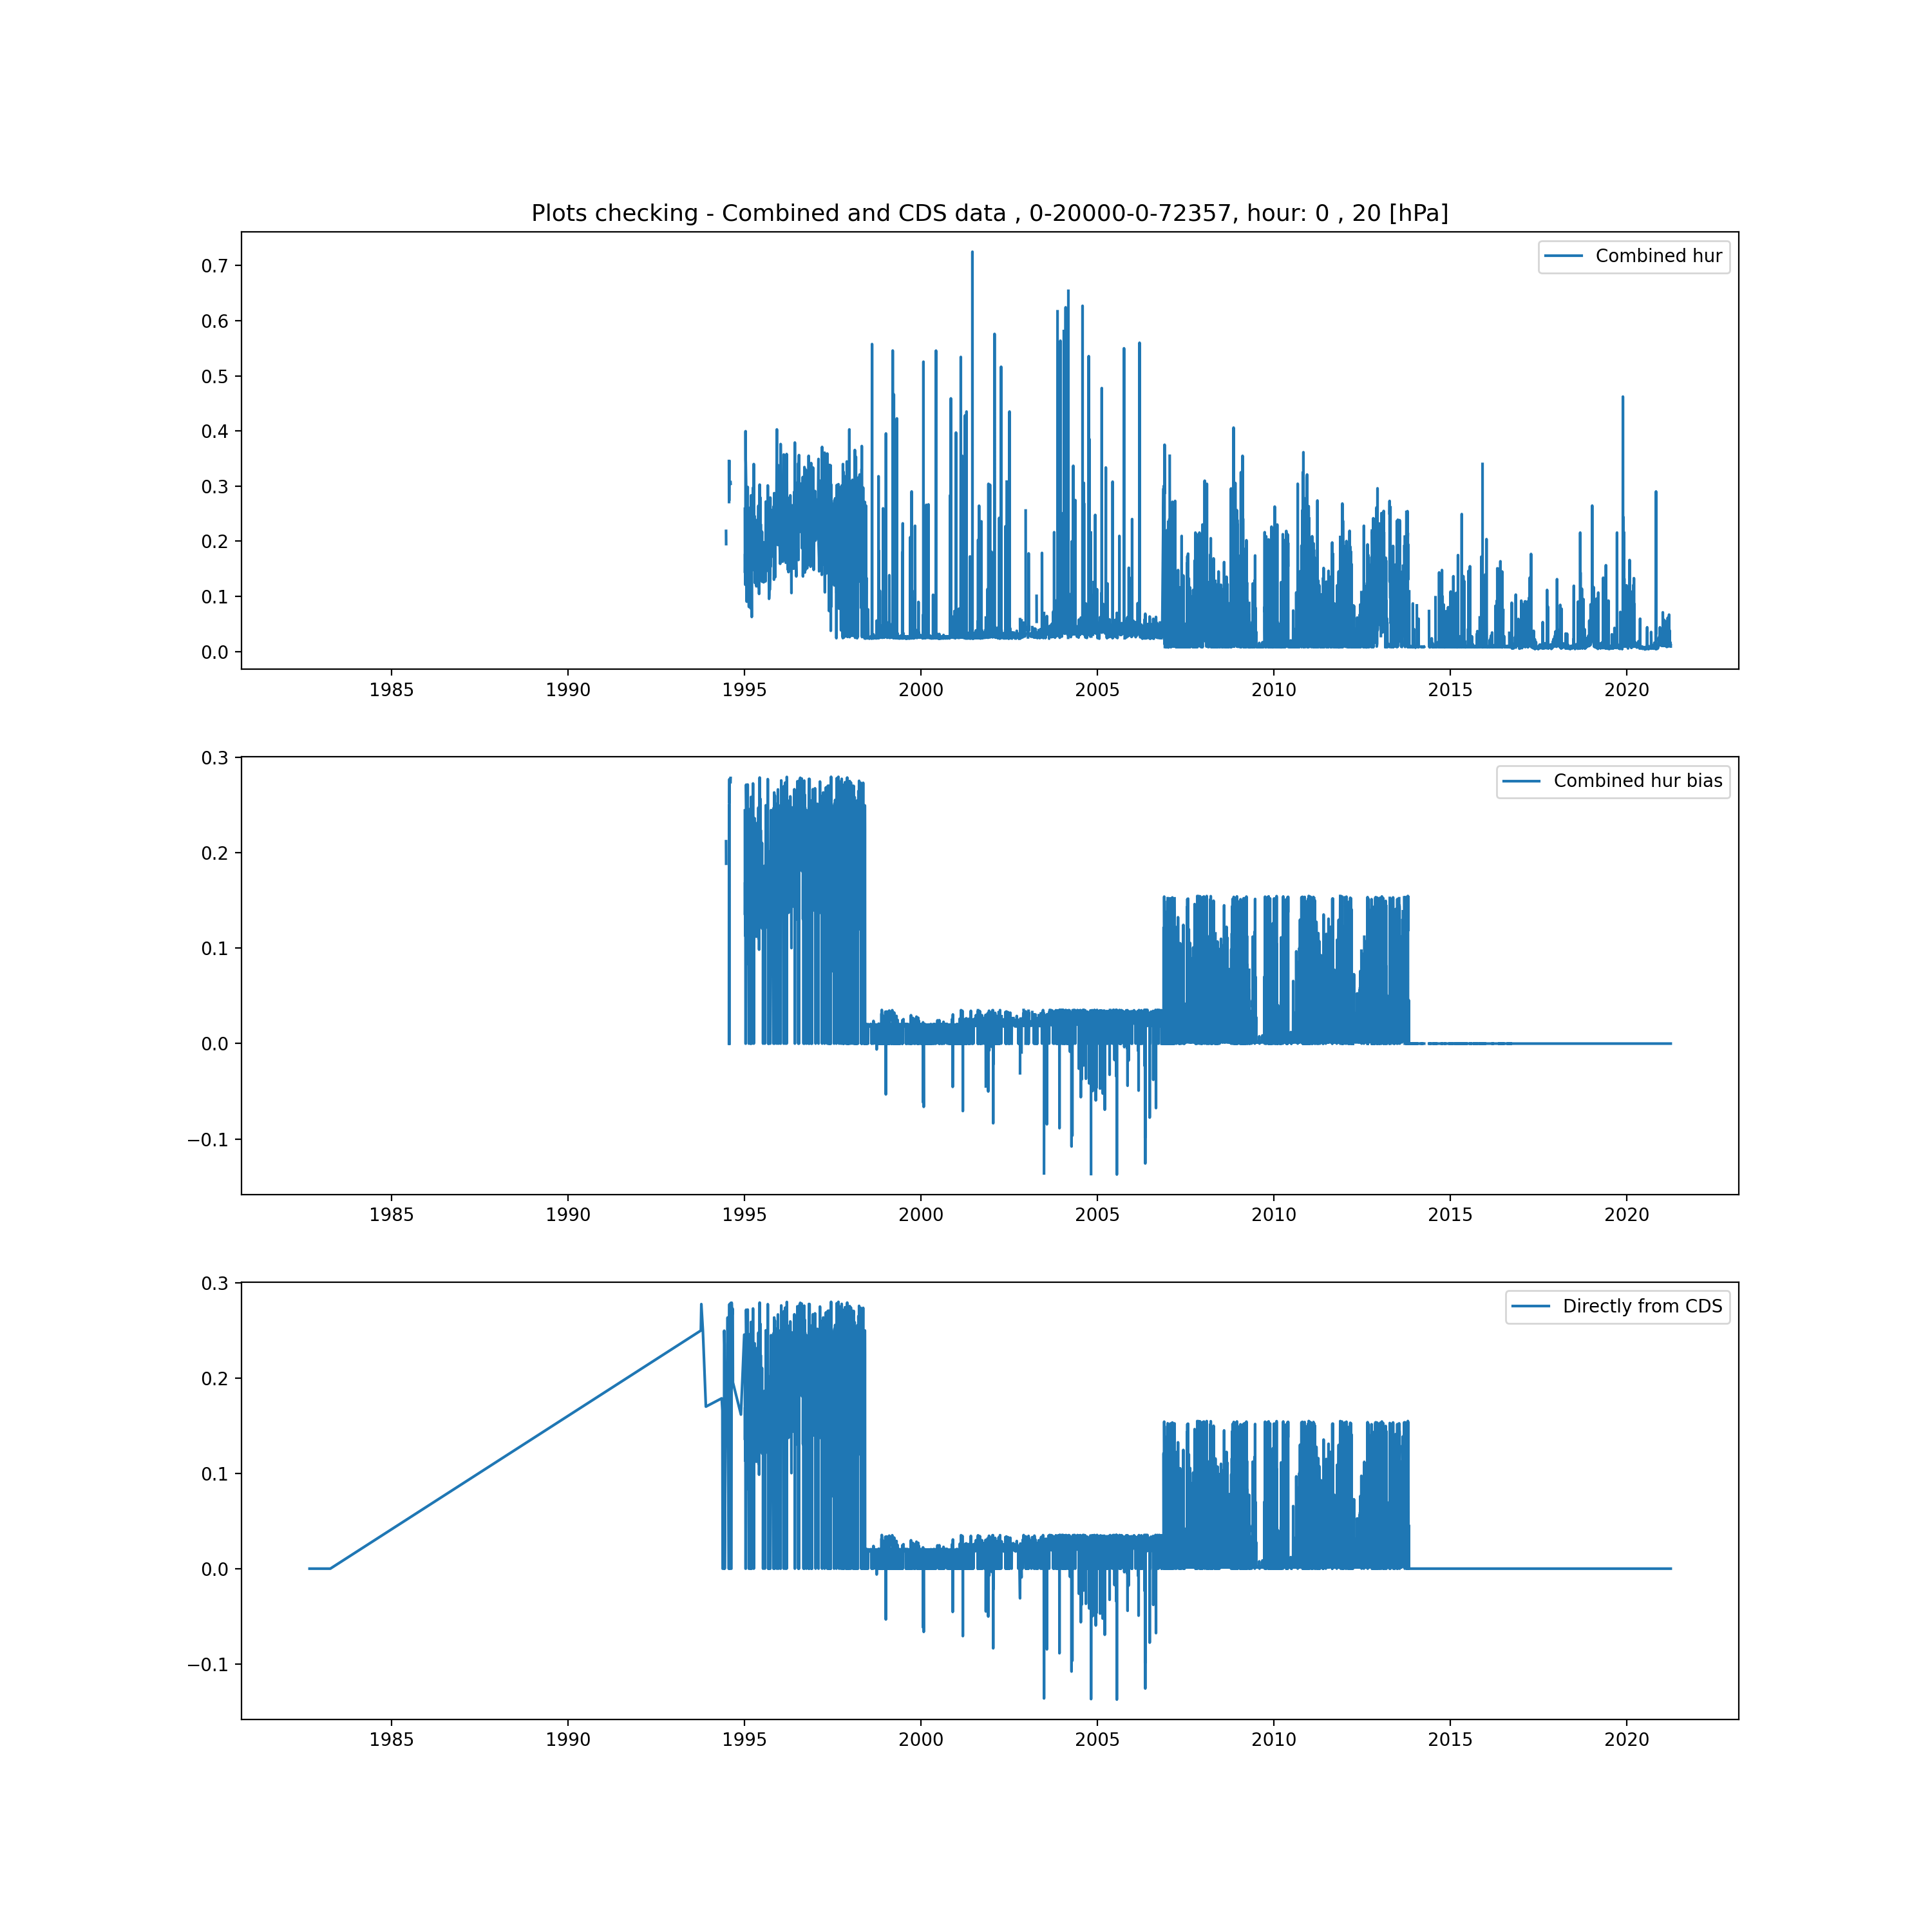 Plots checking - Combined and CDS data , 0-20000-0-72357, hour: 0 , 20 [hPa]
Combined hur
0.7
0.6
0.5
0.4
0.3
0.2
0.1
0.0
1985 1990 1995 2000 2005 2010 2015 2020
Combined hur bias
0.3
0.2
0.1
0.0
−0.1
1985 1990 1995 2000 2005 2010 2015 2020
Directly from CDS
0.3
0.2
0.1
0.0
−0.1
1985 1990 1995 2000 2005 2010 2015 2020